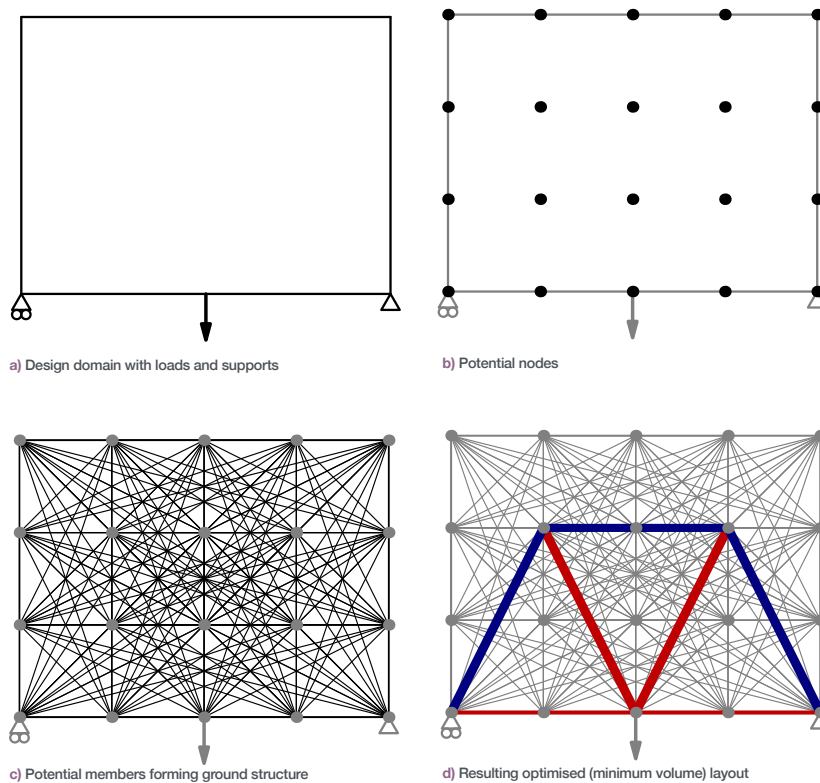 a) Design domain with loads and supports
b) Potential nodes
c) Potential members forming ground structure
d) Resulting optimised (minimum volume) layout